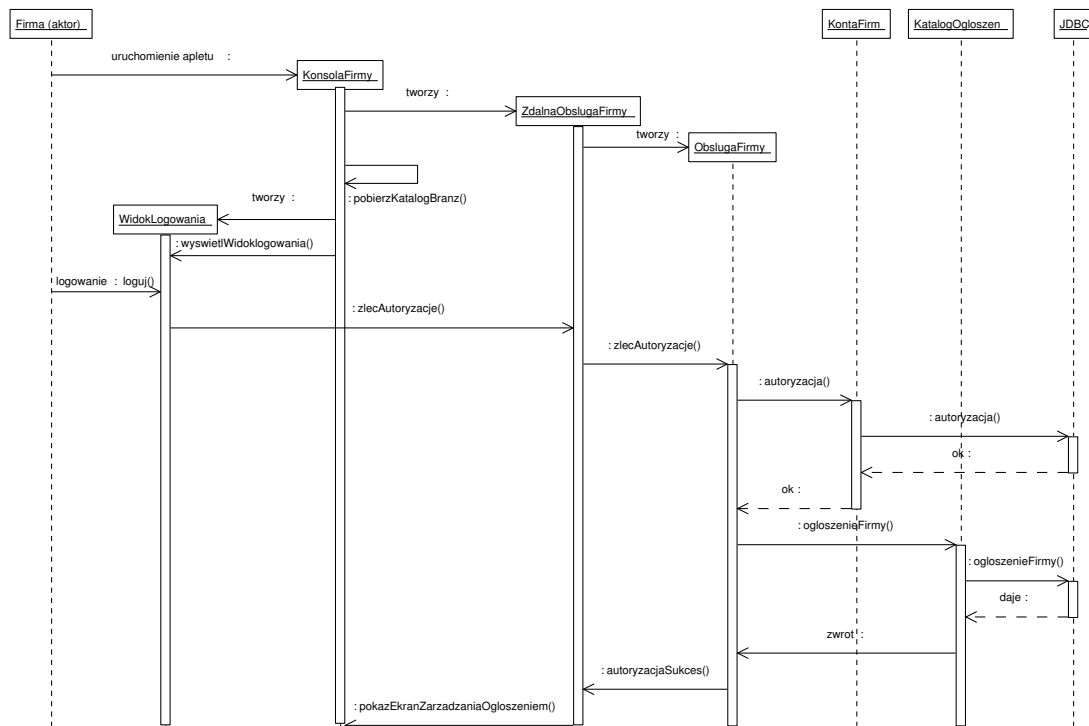 Firma (aktor)
KontaFirm
KatalogOgloszen
JDBC
uruchomienie apletu :
KonsolaFirmy
tworzy :
ZdalnaObslugaFirmy
tworzy :
ObslugaFirmy
: pobierzKatalogBranz()
tworzy :
WidokLogowania
: wyswietlWidoklogowania()
logowanie : loguj()
: zlecAutoryzacje()
: zlecAutoryzacje()
: autoryzacja()
: autoryzacja()
ok :
ok :
: ogloszenieFirmy()
: ogloszenieFirmy()
daje :
zwrot :
: autoryzacjaSukces()
: pokazEkranZarzadzaniaOgloszeniem()